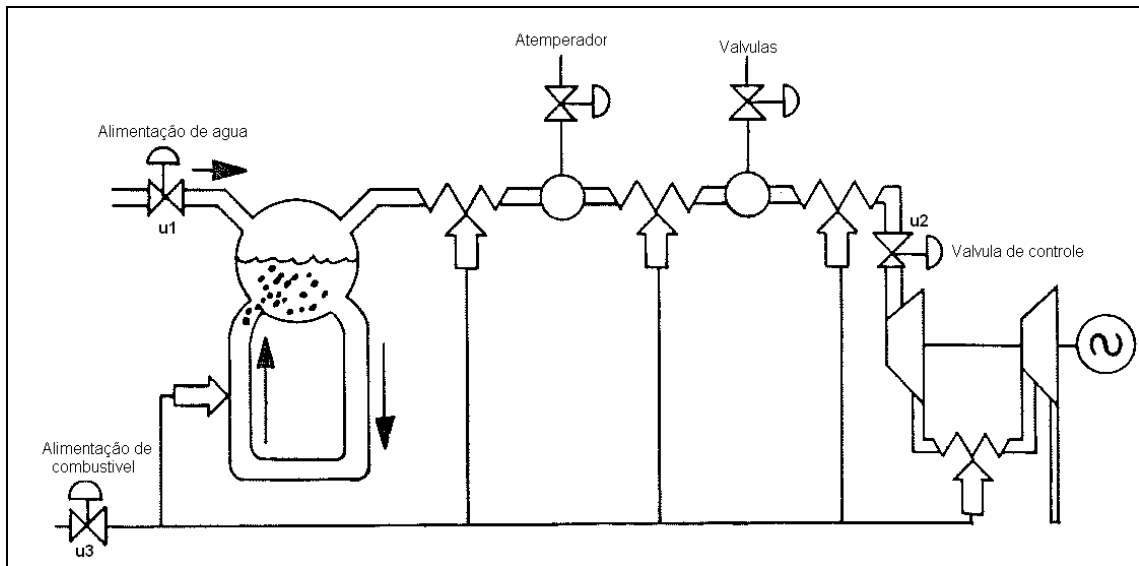 Atemperador
Valvulas
Alimentação de agua
u1
u2
Valvula de controle
Alimentação de
combustivel
u3